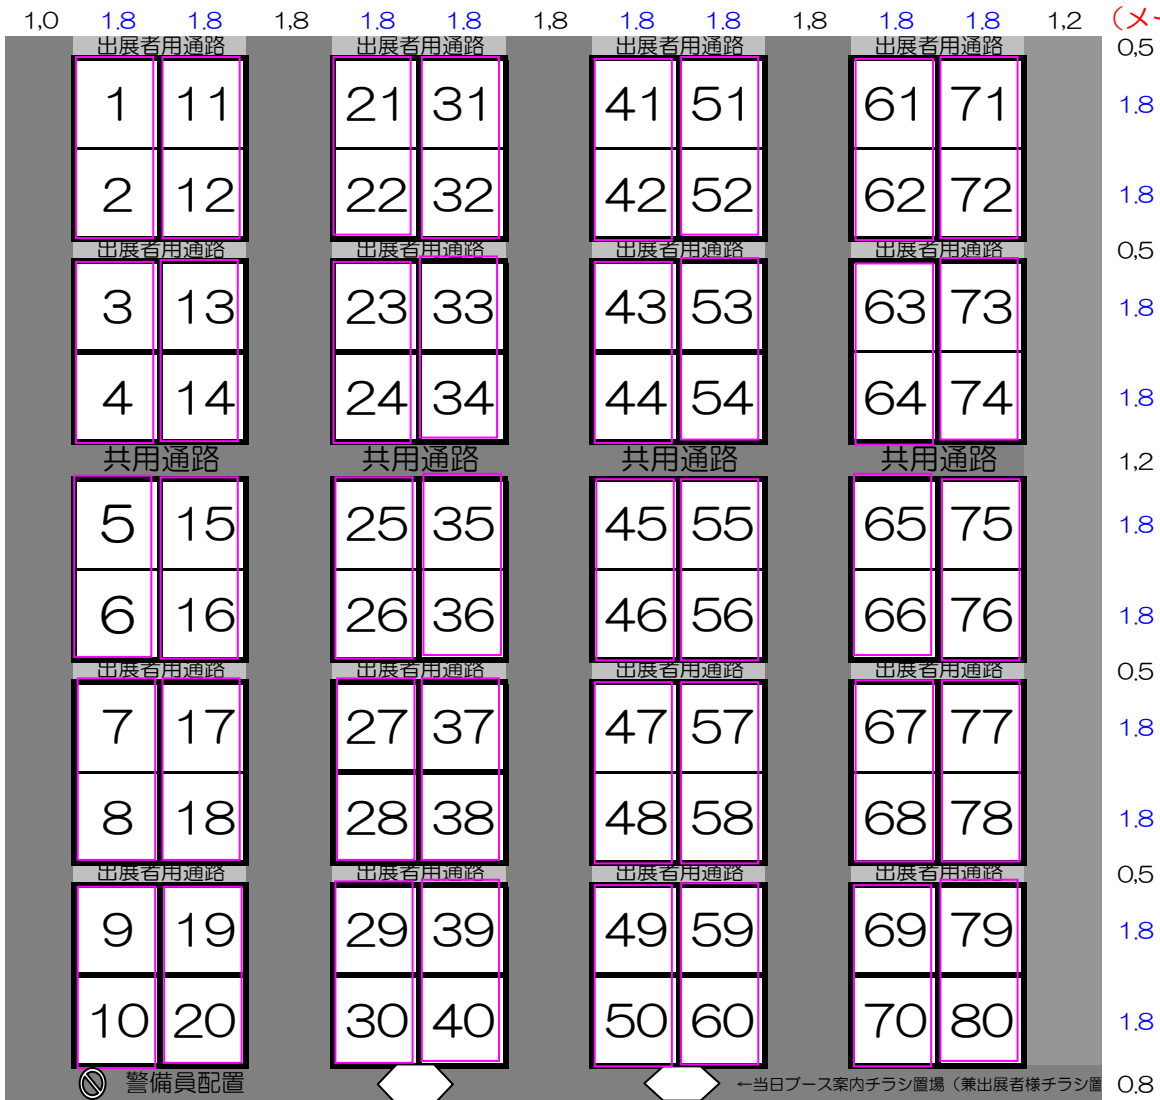 1,0 1.8 1.8 1,8 1.8 1.8 1,8 1.8 1.8 1,8 1.8 1.8 1,2 (メー
出展者用通路 出展者用通路 出展者用通路 出展者用通路 0,5
1 11 21 31 41 51 61 71 1.8
2 12 22 32 42 52 62 72 1.8
出展者用通路 出展者用通路 出展者用通路 出展者用通路 0,5
3 13 23 33 43 53 63 73 1.8
4 14 24 34 44 54 64 74 1.8
共用通路 共用通路 共用通路 共用通路 1,2
5 15 25 35 45 55 65 75 1.8
6 16 26 36 46 56 66 76 1.8
出展者用通路 出展者用通路 出展者用通路 出展者用通路 0.5
7 17 27 37 47 57 67 77 1.8
8 18 28 38 48 58 68 78 1.8
出展者用通路 出展者用通路 出展者用通路 出展者用通路 0,5
9 19 29 39 49 59 69 79 1.8
10 20 30 40 50 60 70 80 1.8
警備員配置 ←当日ブース案内チラシ置場（兼出展者様チラシ置 0.8